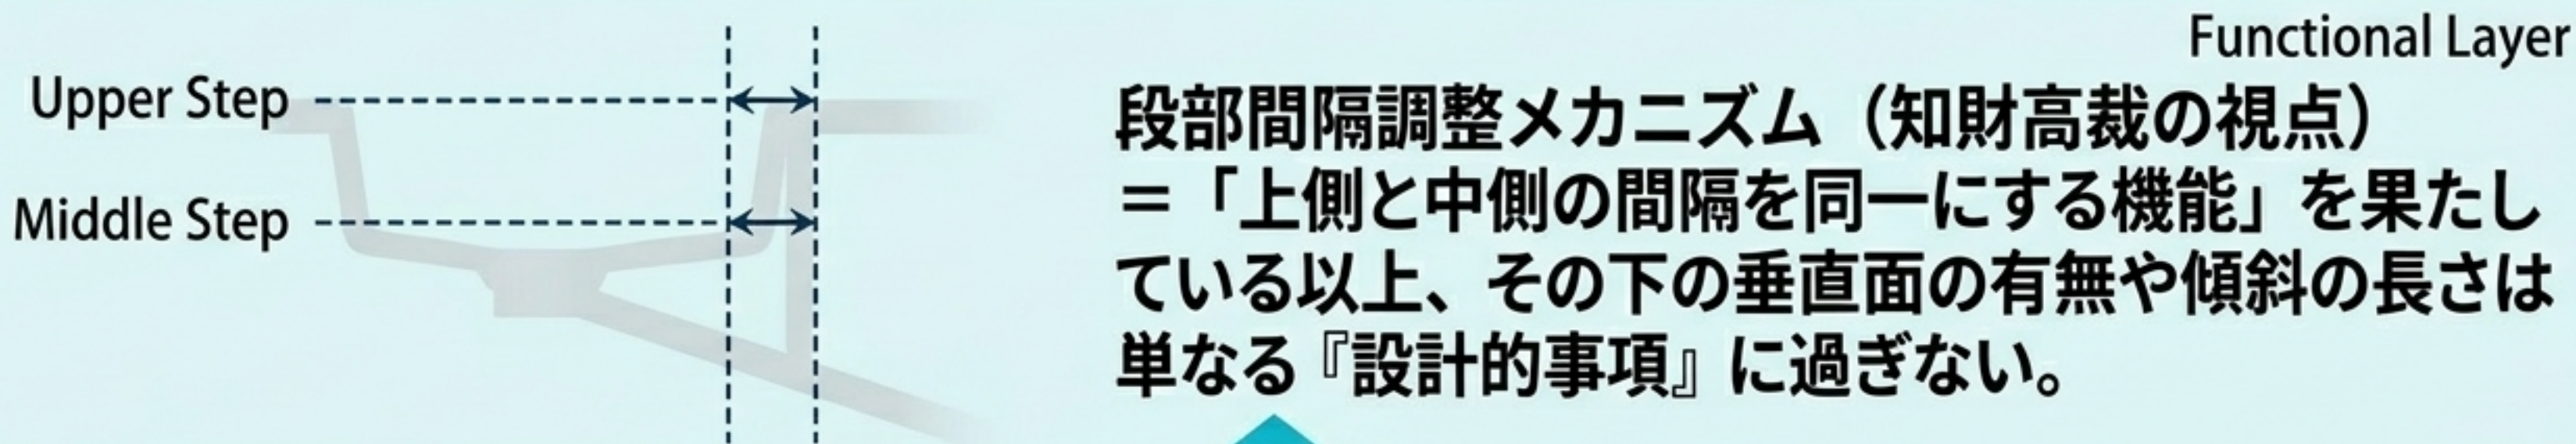 Functional Layer
Upper Step
Middle Step
段部間隔調整メカニズム（知財高裁の視点）
＝「上側と中側の間隔を同一にする機能」を果たし
ている以上、その下の垂直面の有無や傾斜の長さは
単なる『設計的事項』に過ぎない。